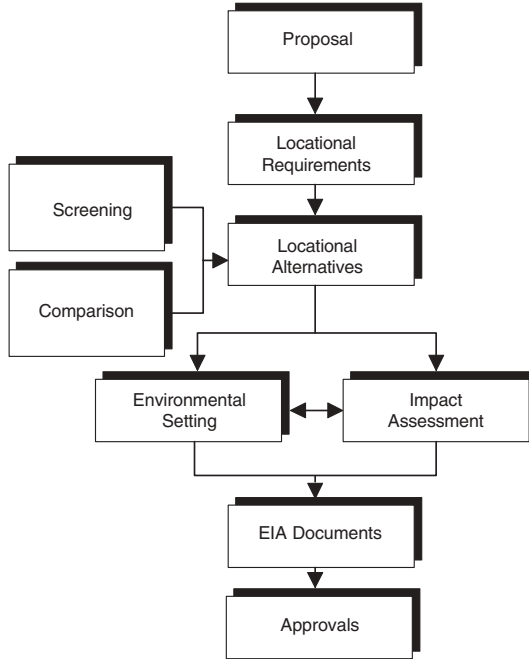 Proposal
Locational
Requirements
Screening
Locational
Alternatives
Comparison
Environmental
Setting
Impact
Assessment
EIA Documents
Approvals